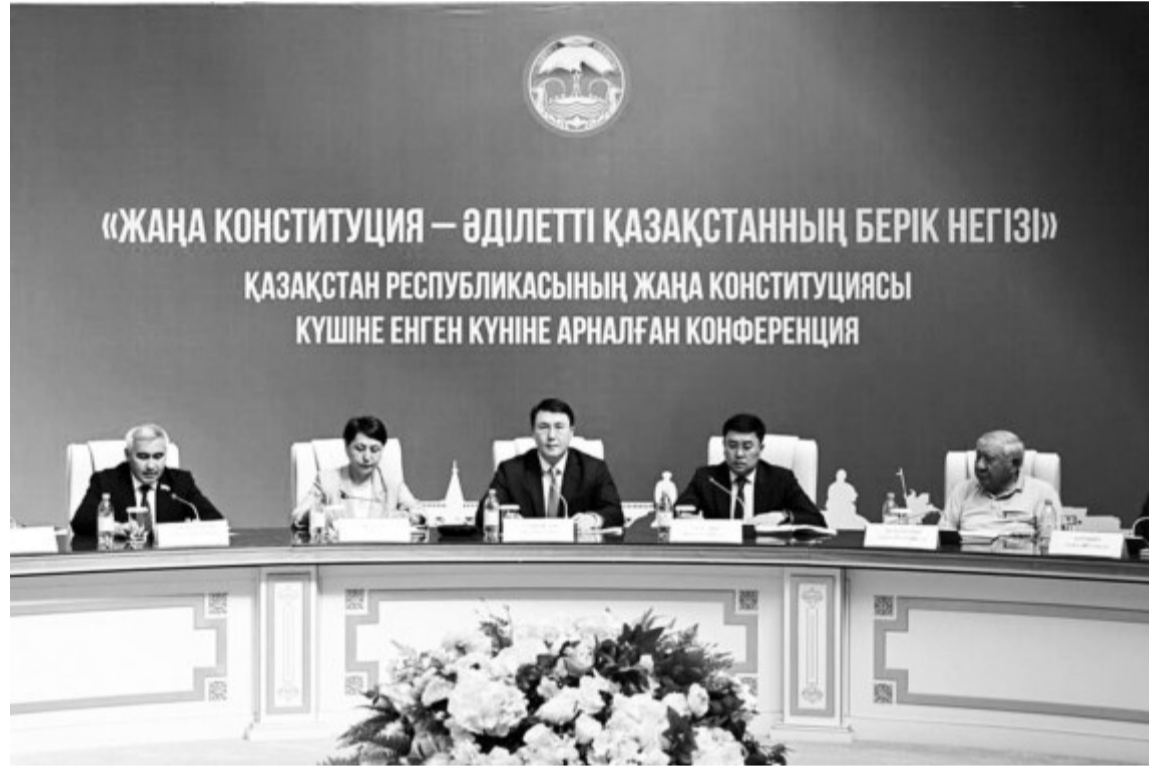 «ЖАҢА КОНСТИТУЦИЯ – ӘДІЛЕТТІ ҚАЗАҚСТАННЫҢ БЕРІК НЕГІЗІ»
ҚАЗАҚСТАН РЕСПУБЛИКАСЫНЫҢ ЖАҢА КОНСТИТУЦИЯСЫ
КҮШІНЕ ЕНГЕН КҮНІНЕ АРНАЛҒАН КОНФЕРЕНЦИЯ